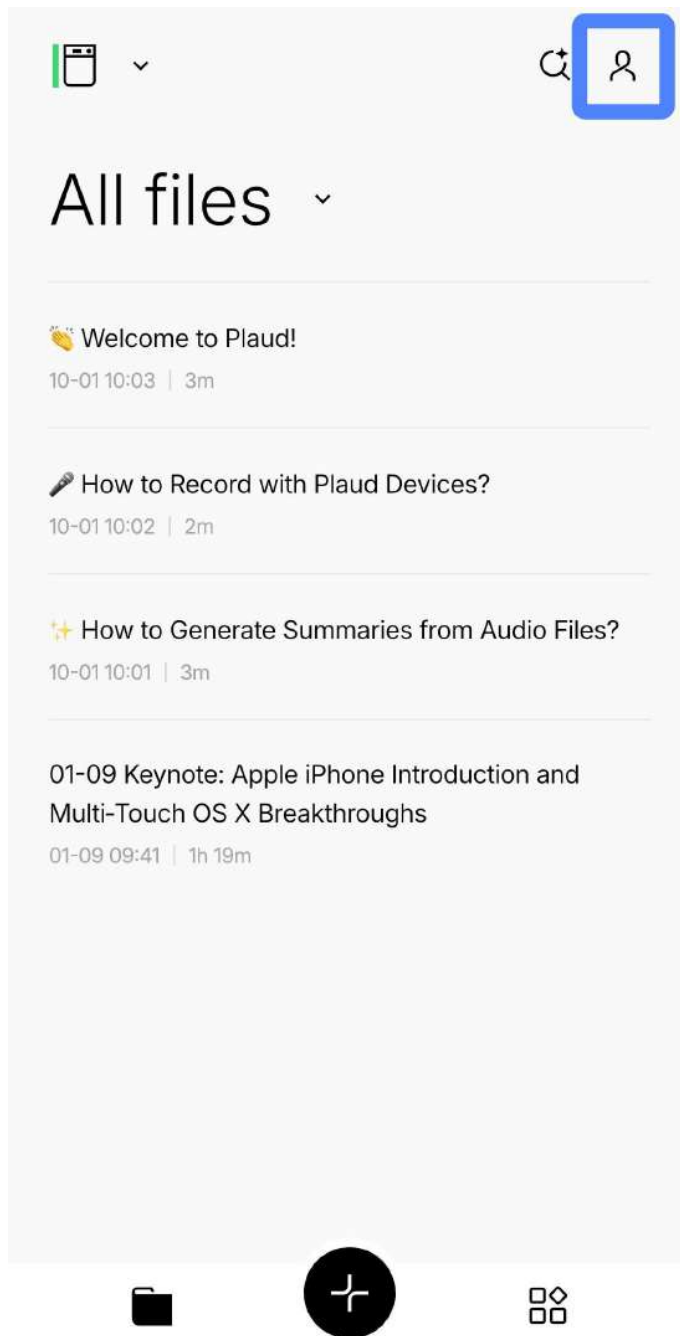 All files
👏 Welcome to Plaud!
10-01 10:03 | 3m
🎤 How to Record with Plaud Devices?
10-01 10:02 | 2m
✨ How to Generate Summaries from Audio Files?
10-01 10:01 | 3m
01-09 Keynote: Apple iPhone Introduction and
Multi-Touch OS X Breakthroughs
01-09 09:41 | 1h 19m